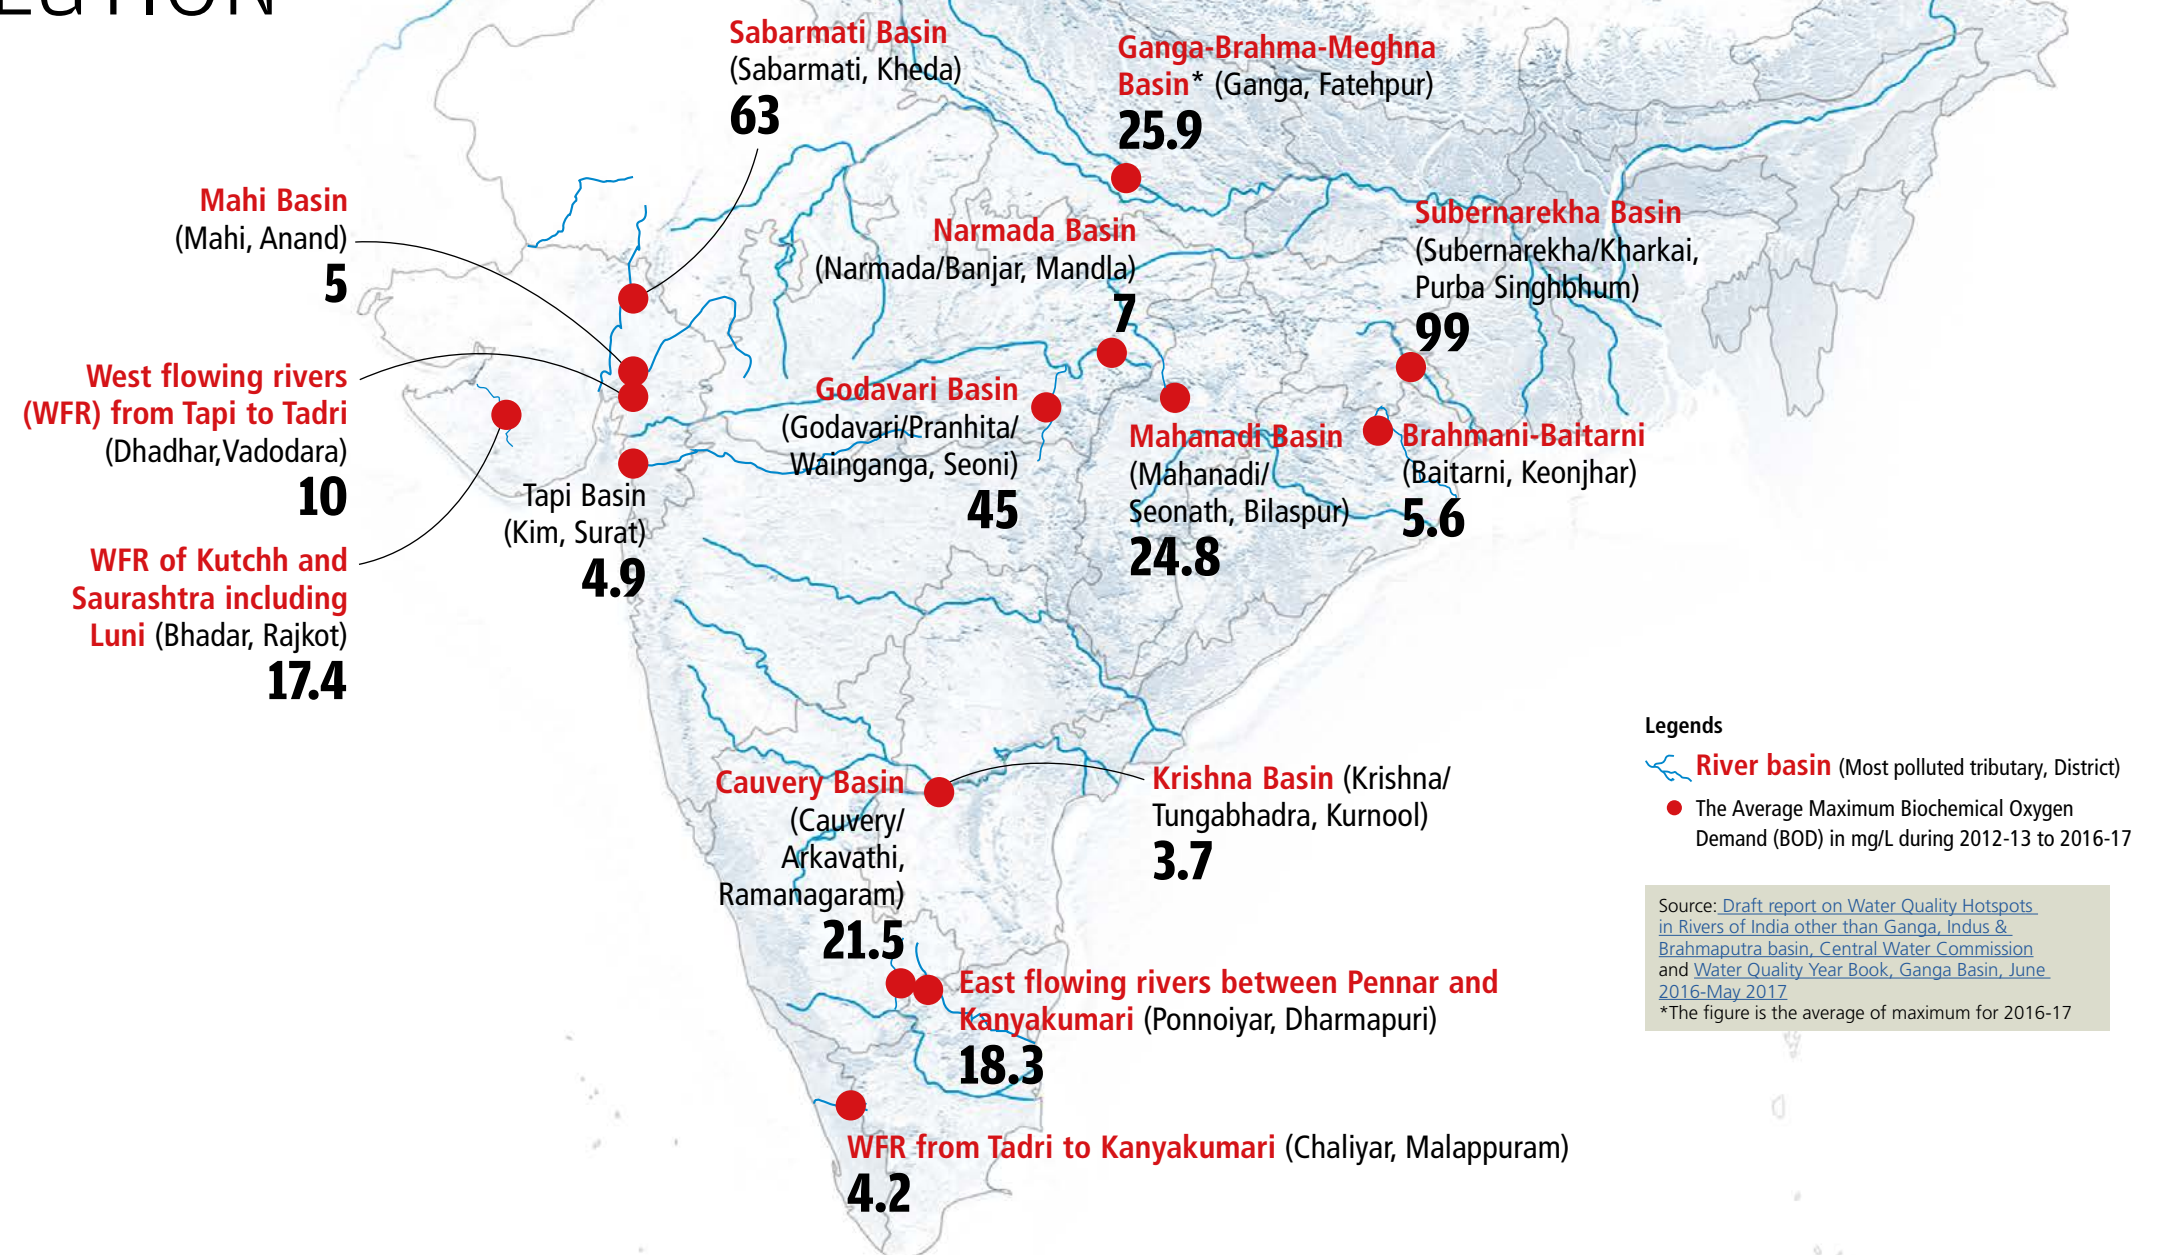 LUTION
Sabarmati Basin
(Sabarmati, Kheda)
63
Ganga-Brahma-Meghna
Basin* (Ganga, Fatehpur)
25.9
Mahi Basin
(Mahi, Anand)
5
Narmada Basin
(Narmada/Banjar, Mandla)
7
Subernarekha Basin
(Subernarekha/Kharkai,
Purba Singhbhum)
99
West flowing rivers
(WFR) from Tapi to Tadri
(Dhadhar,Vadodara)
10
Godavari Basin
(Godavari/Pranhita/
Wainganga, Seoni)
45
Mahanadi Basin
(Mahanadi/
Seonath, Bilaspur)
24.8
Brahmani-Baitarni
(Baitarni, Keonjhar)
5.6
Tapi Basin
(Kim, Surat)
4.9
WFR of Kutchh and
Saurashtra including
Luni (Bhadar, Rajkot)
17.4
Cauvery Basin
(Cauvery/
Arkavathi,
Ramanagaram)
21.5
Krishna Basin (Krishna/
Tungabhadra, Kurnool)
3.7
East flowing rivers between Pennar and
Kanyakumari (Ponnoiyar, Dharmapuri)
18.3
WFR from Tadri to Kanyakumari (Chaliyar, Malappuram)
4.2
Legends
River basin (Most polluted tributary, District)
The Average Maximum Biochemical Oxygen
Demand (BOD) in mg/L during 2012-13 to 2016-17
Source: Draft report on Water Quality Hotspots
in Rivers of India other than Ganga, Indus &
Brahmaputra basin, Central Water Commission
and Water Quality Year Book, Ganga Basin, June
2016-May 2017
*The figure is the average of maximum for 2016-17